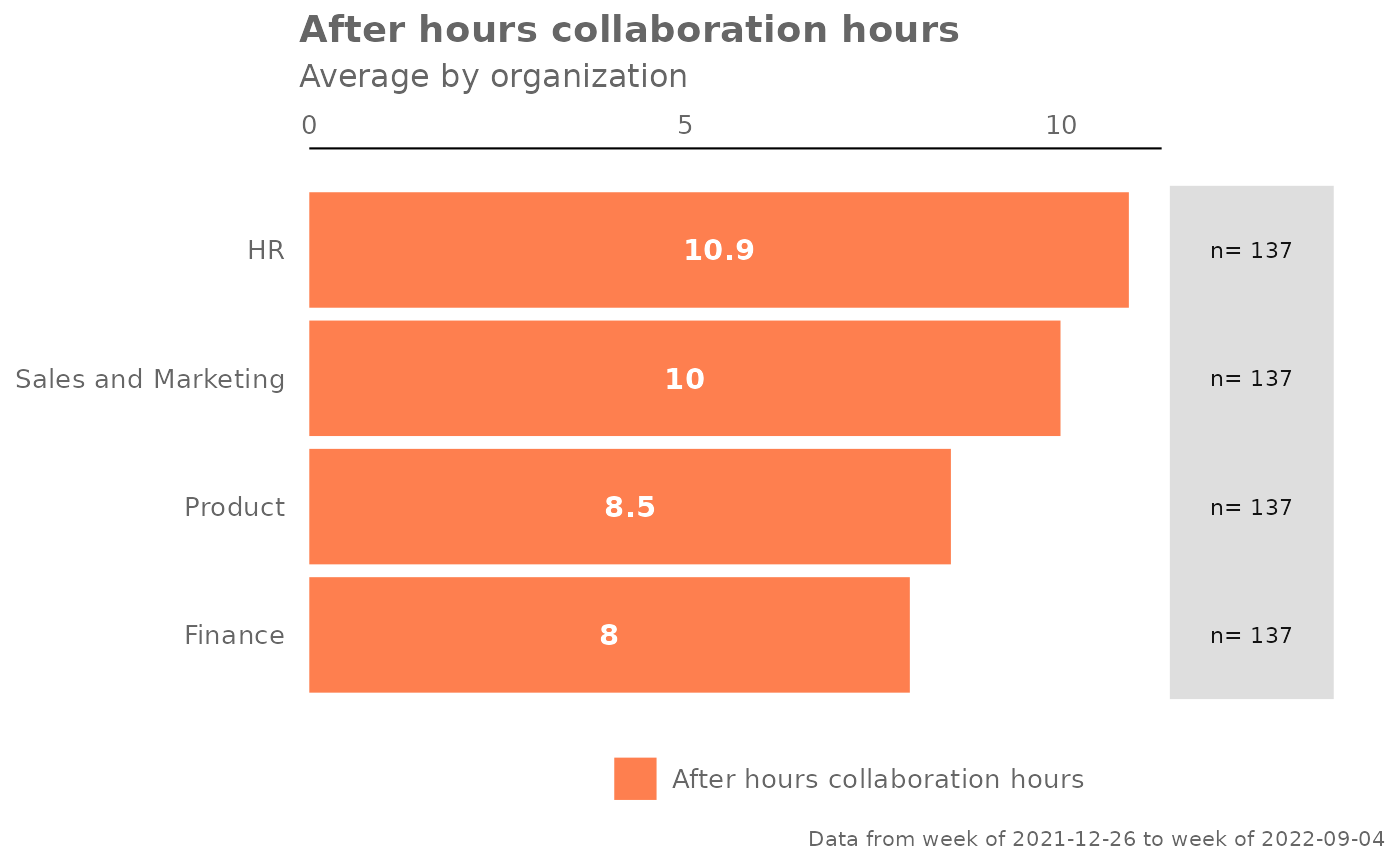 After hours collaboration hours
Average by organization
0 5 10
HR 10.9 n= 137
Sales and Marketing 10 n= 137
Product 8.5 n= 137
Finance 8 n= 137
After hours collaboration hours
Data from week of 2021-12-26 to week of 2022-09-04